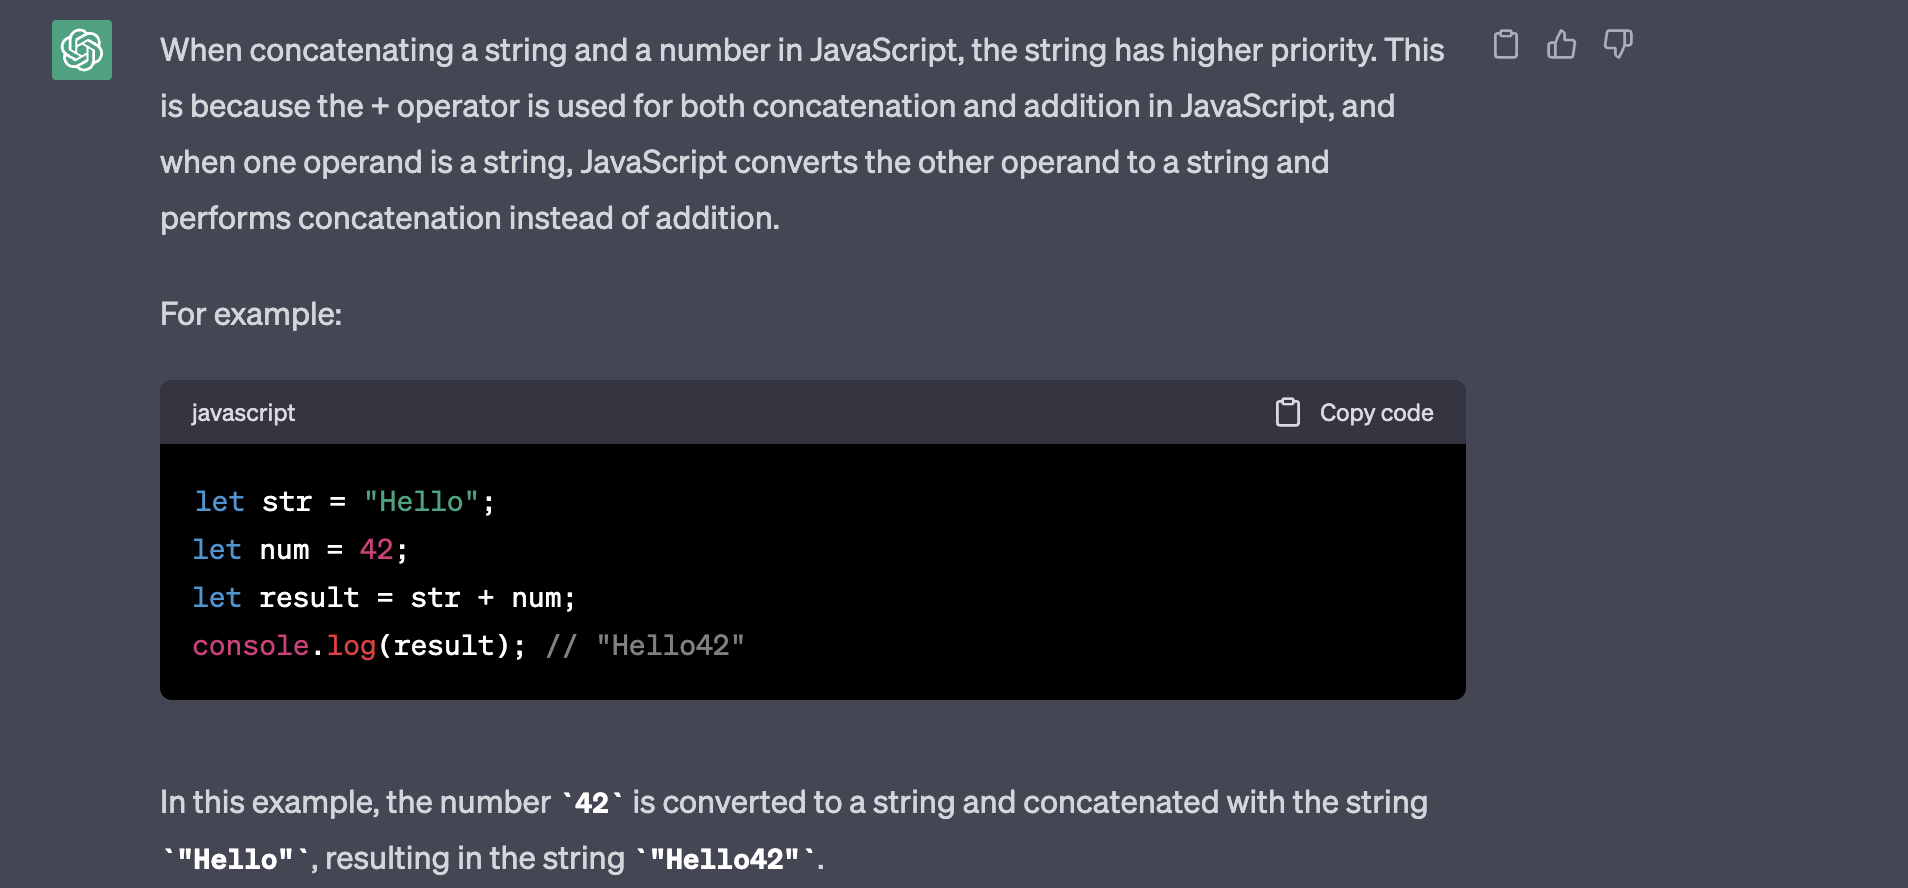 When concatenating a string and a number in JavaScript, the string has higher priority. This
is because the + operator is used for both concatenation and addition in JavaScript, and
when one operand is a string, JavaScript converts the other operand to a string and
performs concatenation instead of addition.
For example:
javascript Copy code
let str = "Hello";
let num = 42;
let result = str + num;
console.log(result); // "Hello42"
In this example, the number `42` is converted to a string and concatenated with the string
`"Hello"`, resulting in the string `"Hello42"`.